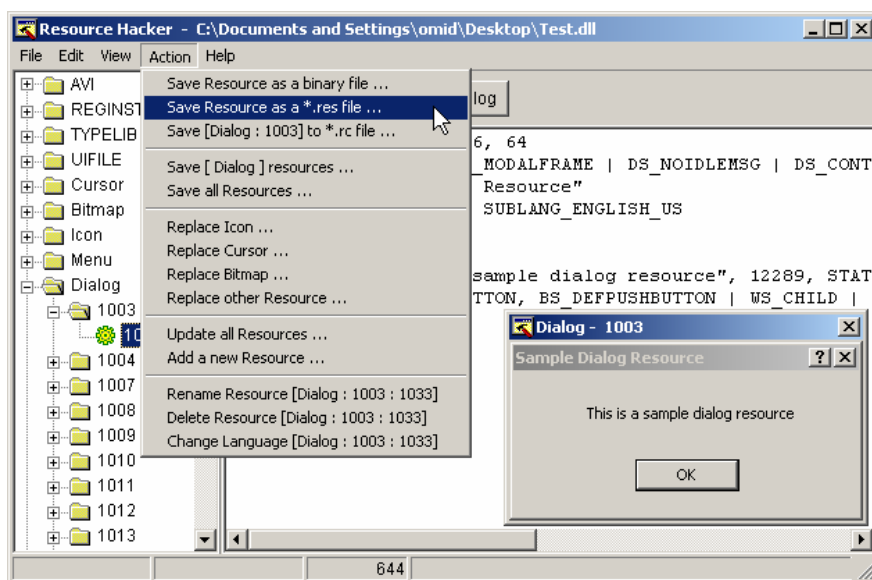 Resource Hacker - C:\Documents and Settings\omid\Desktop\Test.dll
File Edit View Action Help
AVI
REGINST
TYPELIB
UIFILE
Cursor
Bitmap
Icon
Menu
Dialog
1003
10
1004
1007
1008
1009
1010
1011
1012
1013
Save Resource as a binary file ...
Save Resource as a *.res file ...
Save [Dialog : 1003] to *.rc file ...
Save [ Dialog ] resources ...
Save all Resources ...
Replace Icon ...
Replace Cursor ...
Replace Bitmap ...
Replace other Resource ...
Update all Resources ...
Add a new Resource ...
Rename Resource [Dialog : 1003 : 1033]
Delete Resource [Dialog : 1003 : 1033]
Change Language [Dialog : 1003 : 1033]
log
6, 64
_MODALFRAME | DS_NOIDLEMSG | DS_CONT
Resource"
SUBLANG_ENGLISH_US
sample dialog resource", 12289, STAT
TTON, BS_DEFPUSHBUTTON | WS_CHILD |
Dialog - 1003
Sample Dialog Resource
This is a sample dialog resource
OK
644